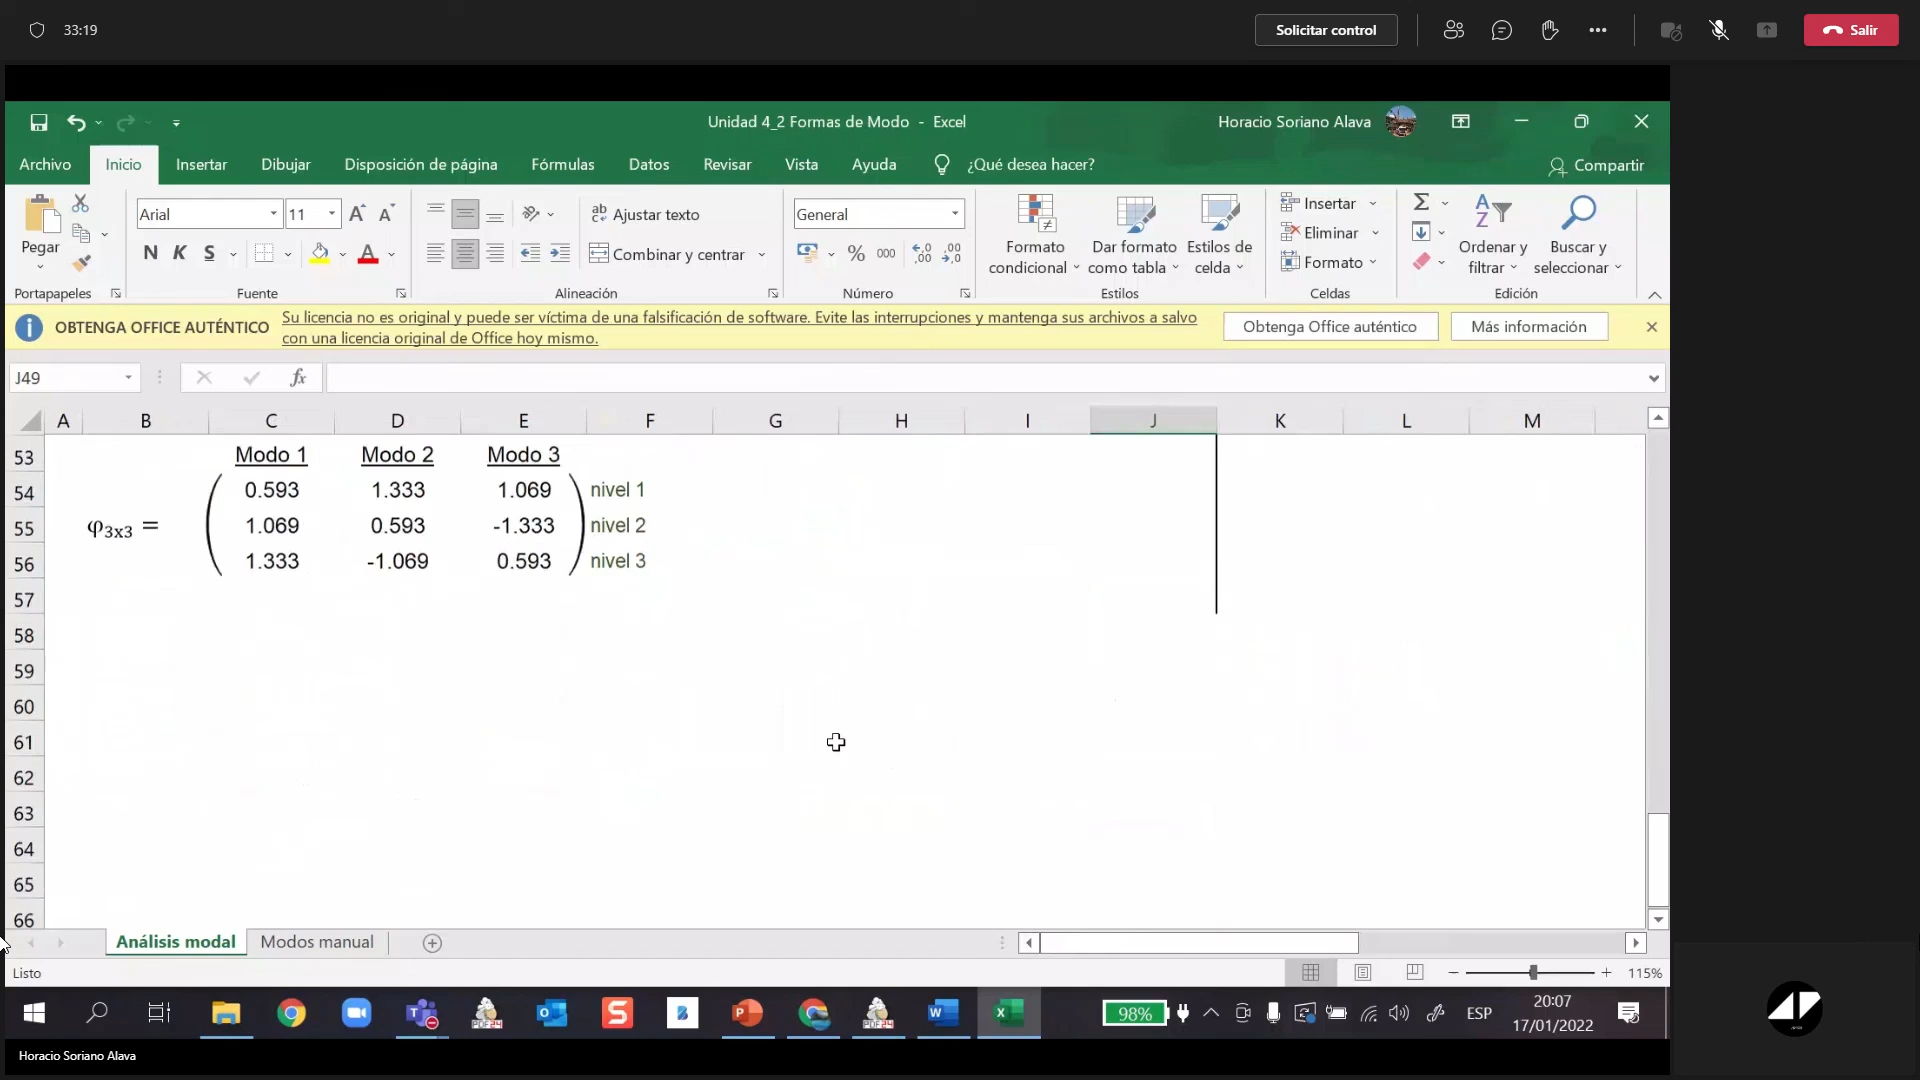 33:19
Solicitar control
Salir
Unidad 4_2 Formas de Modo - Excel
Horacio Soriano Alava
Archivo
Inicio
Insertar
Dibujar
Disposición de página
Fórmulas
Datos
Revisar
Vista
Ayuda
¿Qué desea hacer?
Compartir
Pegar
Portapapeles
Arial
11
N K S
Fuente
Ajustar texto
Combinar y centrar
Alineación
General
% 000
Número
Formato condicional
Dar formato como tabla
Estilos de celda
Estilos
Insertar
Eliminar
Formato
Celdas
Ordenar y filtrar
Buscar y seleccionar
Edición
OBTENGA OFFICE AUTÉNTICO
Su licencia no es original y puede ser víctima de una falsificación de software. Evite las interrupciones y mantenga sus archivos a salvo
con una licencia original de Office hoy mismo.
Obtenga Office auténtico
Más información
J49
fx
A B C D E F G H I J K L M
53 Modo 1 Modo 2 Modo 3
54 0.593 1.333 1.069 nivel 1
55 φ3x3 = 1.069 0.593 -1.333 nivel 2
56 1.333 -1.069 0.593 nivel 3
57
58
59
60
61
62
63
64
65
66
Análisis modal
Modos manual
Listo
115%
98%
ESP
20:07
17/01/2022
Horacio Soriano Alava